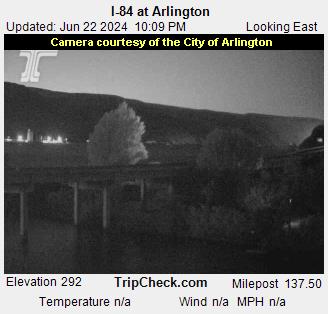 I-84 at Arlington
Updated: Jun 22 2024 10:09 PM Looking East
Camera courtesy of the City of Arlington
Elevation 292 TripCheck.com Milepost 137.50
Temperature n/a Wind n/a MPH n/a